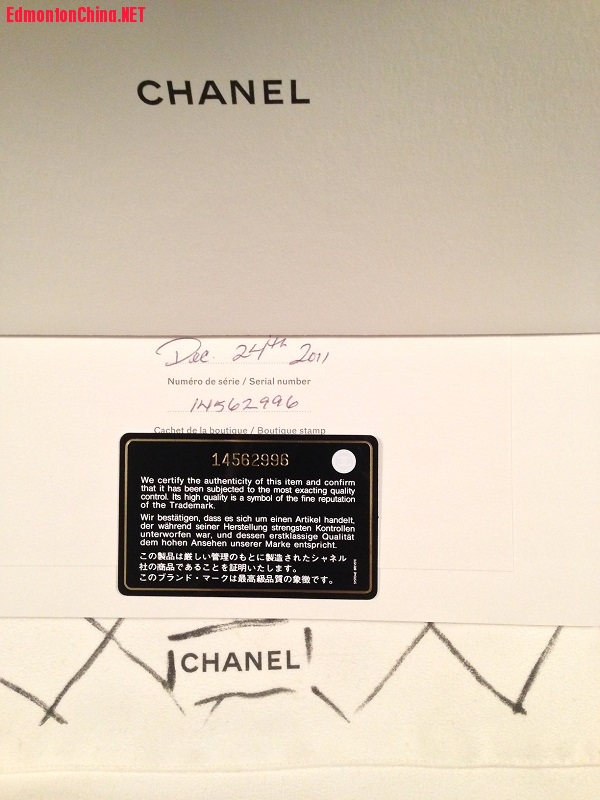 EdmontonChina.NET
CHANEL
Dec. 24th 2011
Numéro de série / Serial number
14562996
Cachet de la boutique / Boutique stamp
14562996
We certify the authenticity of this item and confirm
that it has been subjected to the most exacting quality
control. Its high quality is a symbol of the fine reputation
of the Trademark.
Wir bestätigen, dass es sich um einen Artikel handelt,
der während seiner Herstellung strengsten Kontrollen
unterworfen war, und dessen erstklassige Qualität
dem hohen Ansehen unserer Marke entspricht.
この製品は厳しい管理のもとに製造されたシャネル
社の商品であることを証明いたします。
このブランド・マークは最高級品質の象徴です。
CHANEL